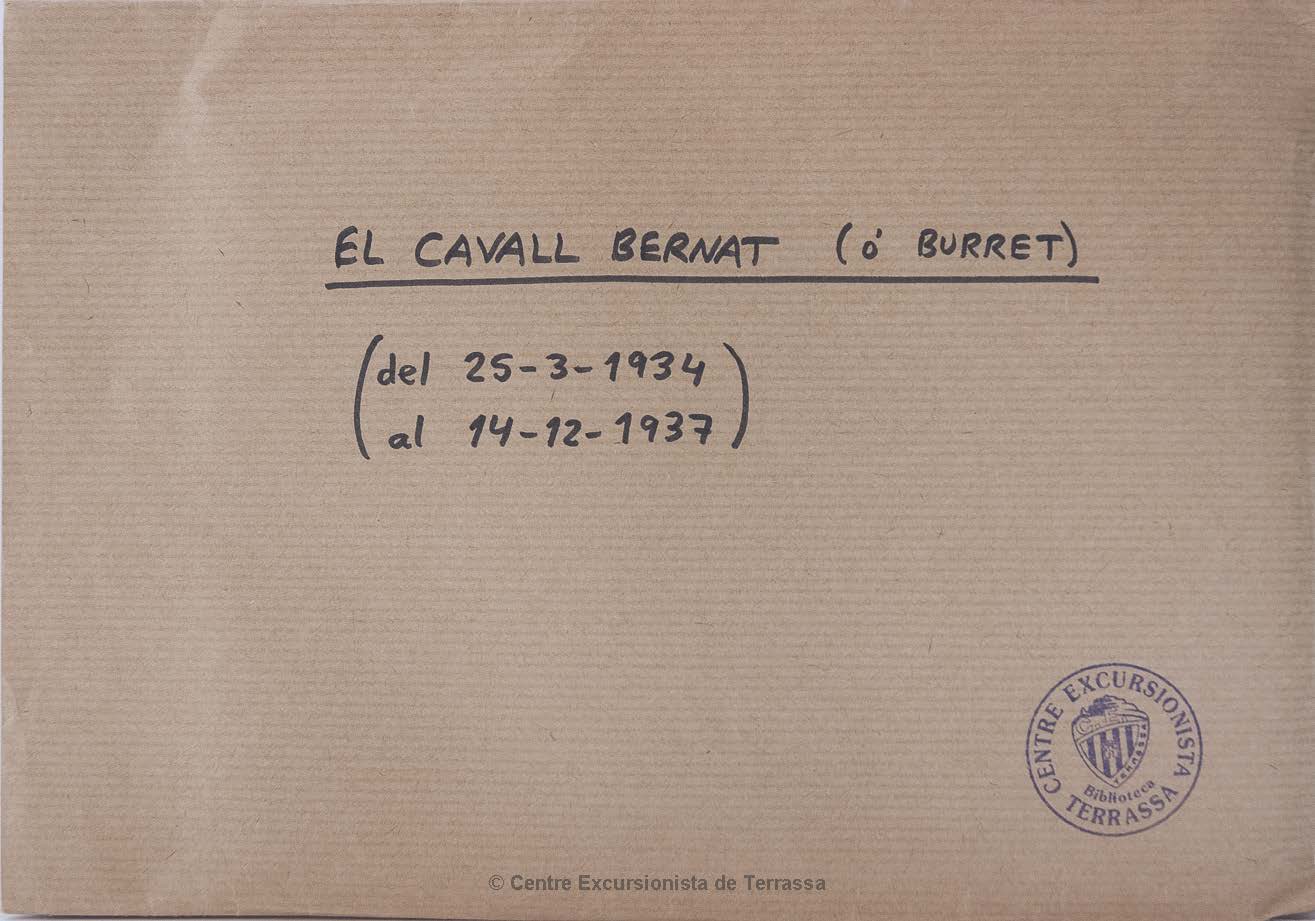 EL CAVALL BERNAT (ó BURRET)
(del 25-3-1934
al 14-12-1937)
CENTRE EXCURSIONISTA
TERRASSA
Biblioteca
TERRASSA
© Centre Excursionista de Terrassa